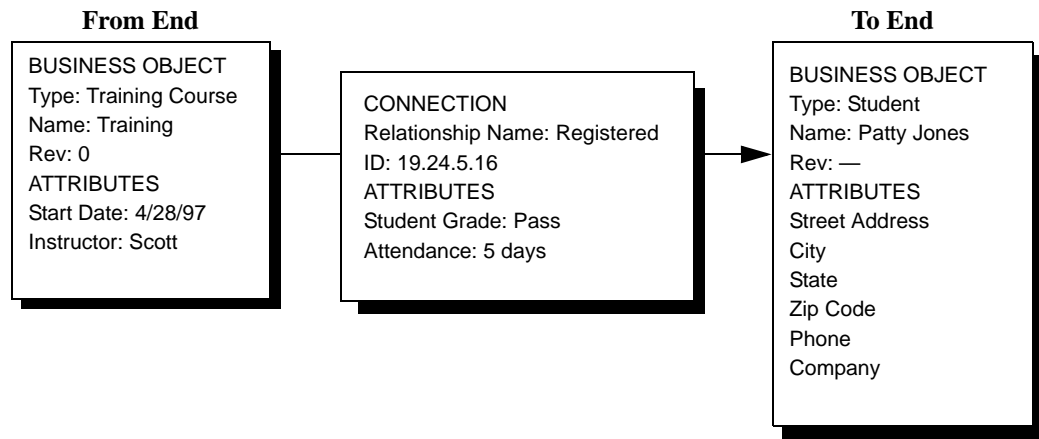 From End
BUSINESS OBJECT
Type: Training Course
Name: Training
Rev: 0
ATTRIBUTES
Start Date: 4/28/97
Instructor: Scott
CONNECTION
Relationship Name: Registered
ID: 19.24.5.16
ATTRIBUTES
Student Grade: Pass
Attendance: 5 days
To End
BUSINESS OBJECT
Type: Student
Name: Patty Jones
Rev: —
ATTRIBUTES
Street Address
City
State
Zip Code
Phone
Company